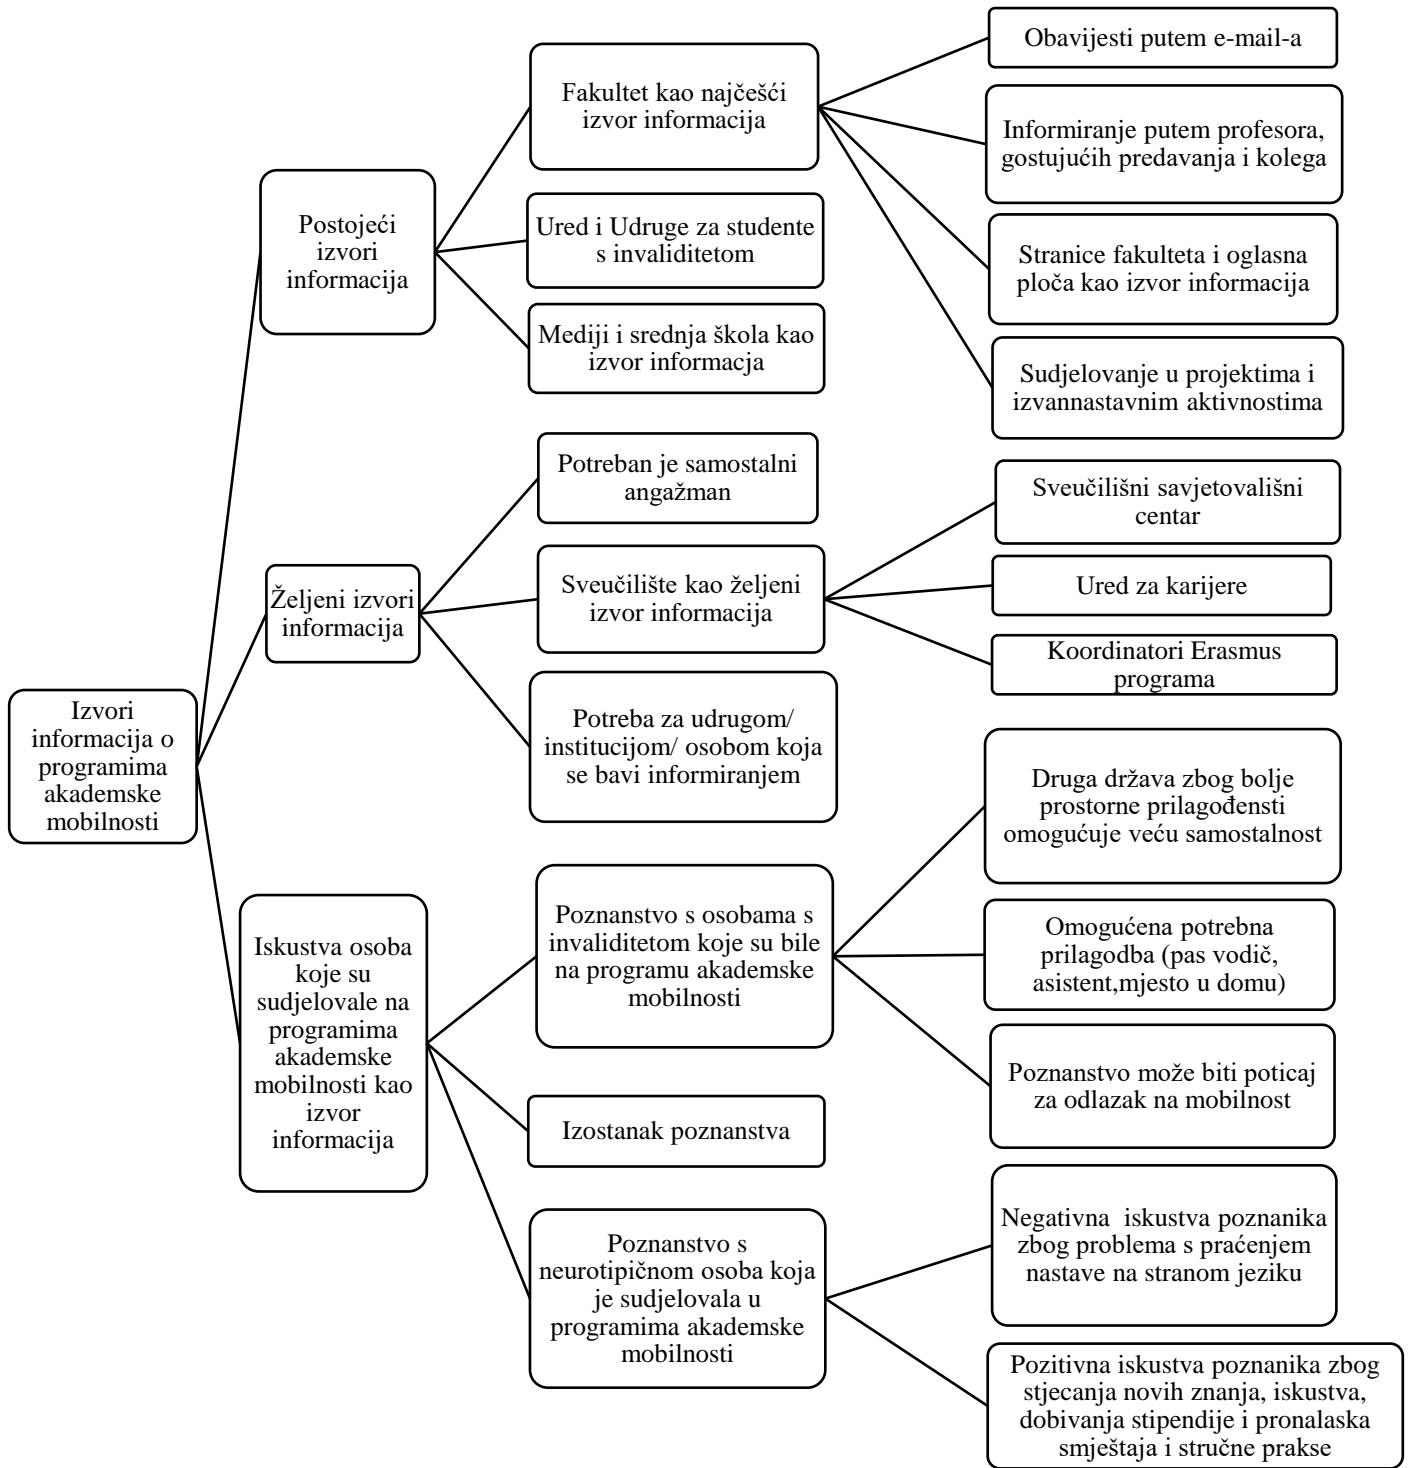 Izvori
informacija o
programima
akademske
mobilnosti
Postojeći
izvori
informacija
Fakultet kao najčešći
izvor informacija
Obavijesti putem e-mail-a
Informiranje putem profesora,
gostujućih predavanja i kolega
Stranice fakulteta i oglasna
ploča kao izvor informacija
Sudjelovanje u projektima i
izvannastavnim aktivnostima
Ured i Udruge za studente
s invaliditetom
Mediji i srednja škola kao
izvor informacja
Željeni izvori
informacija
Potreban je samostalni
angažman
Sveučilište kao željeni
izvor informacija
Sveučilišni savjetovališni
centar
Ured za karijere
Koordinatori Erasmus
programa
Potreba za udrugom/
institucijom/ osobom koja
se bavi informiranjem
Iskustva osoba
koje su
sudjelovale na
programima
akademske
mobilnosti kao
izvor
informacija
Poznanstvo s osobama s
invaliditetom koje su bile
na programu akademske
mobilnosti
Druga država zbog bolje
prostorne prilagođensti
omogućuje veću samostalnost
Omogućena potrebna
prilagodba (pas vodič,
asistent,mjesto u domu)
Poznanstvo može biti poticaj
za odlazak na mobilnost
Izostanak poznanstva
Poznanstvo s
neurotipičnom osoba koja
je sudjelovala u
programima akademske
mobilnosti
Negativna  iskustva poznanika
zbog problema s praćenjem
nastave na stranom jeziku
Pozitivna iskustva poznanika zbog
stjecanja novih znanja, iskustva,
dobivanja stipendije i pronalaska
smještaja i stručne prakse